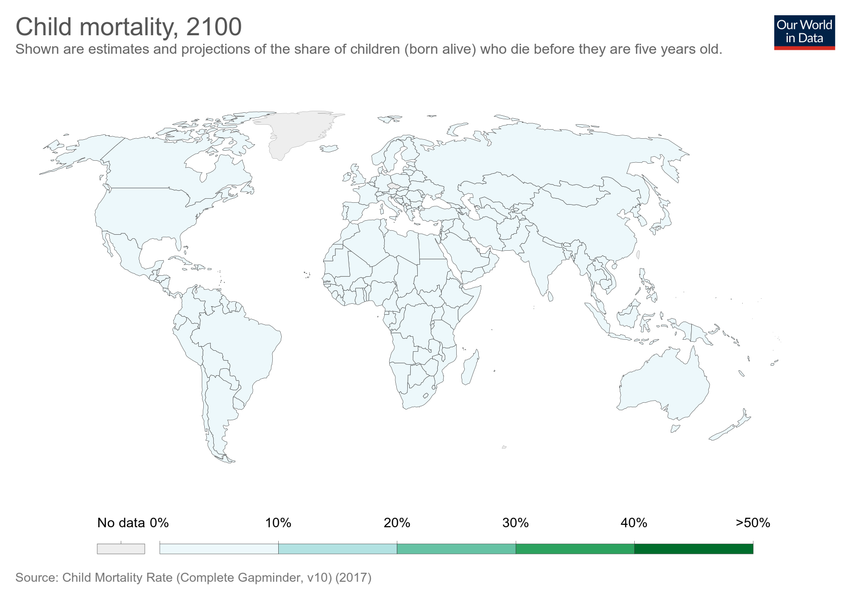 Child mortality, 2100
Our World
in Data
Shown are estimates and projections of the share of children (born alive) who die before they are five years old.
No data 0% 10% 20% 30% 40% >50%
Source: Child Mortality Rate (Complete Gapminder, v10) (2017)